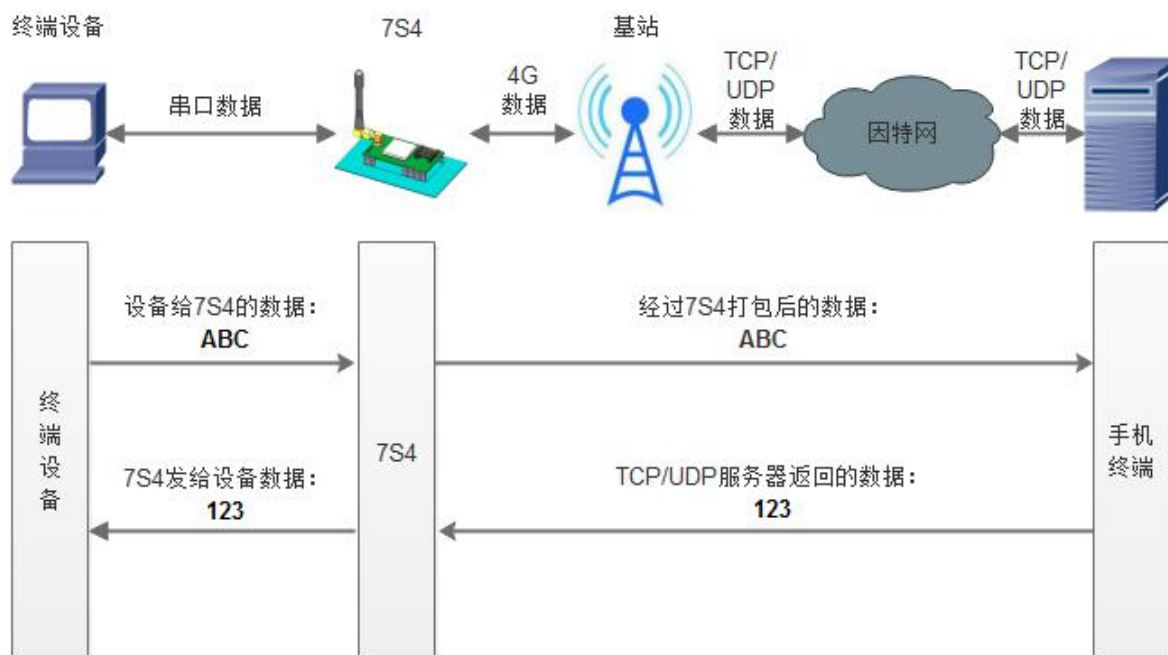 终端设备
7S4
基站
串口数据
4G
数据
TCP/
UDP
数据
因特网
TCP/
UDP
数据
设备给7S4的数据：
ABC
经过7S4打包后的数据：
ABC
终
端
设
备
7S4
手机
终端
7S4发给设备数据：
123
TCP/UDP服务器返回的数据：
123